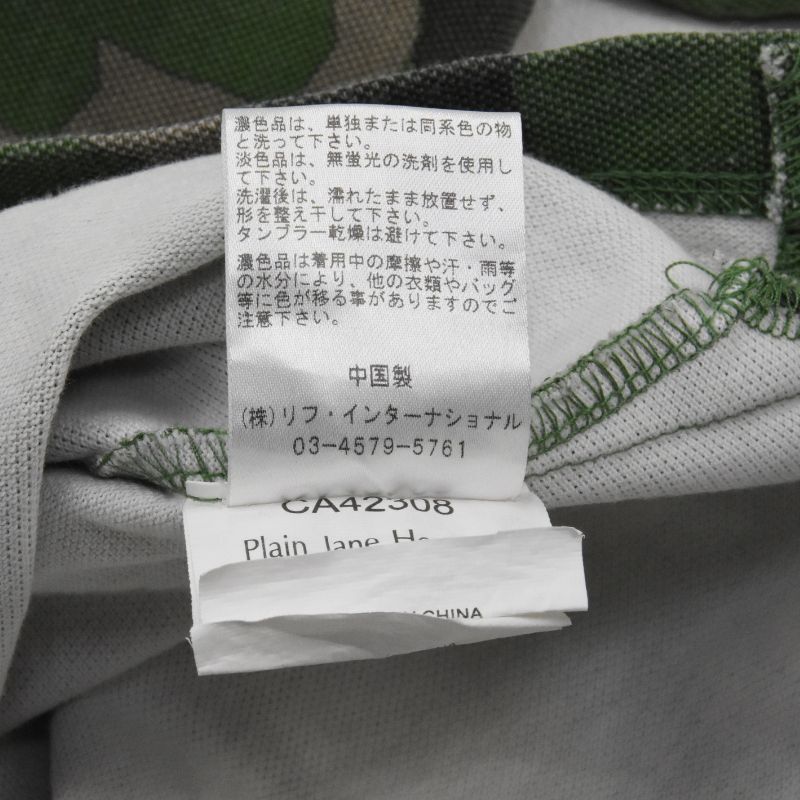 濃色品は、単独または同系色の物
と洗って下さい。
淡色品は、無蛍光の洗剤を使用し
て下さい。
洗濯後は、濡れたまま放置せず、
形を整え干して下さい。
タンブラー乾燥は避けて下さい。
濃色品は着用中の摩擦や汗・雨等
の水分により、他の衣類やバッグ
等に色が移る事がありますのでご
注意下さい。
中国製
(株)リフ・インターナショナル
03-4579-5761
CA42308
Plain Jane
CHINA